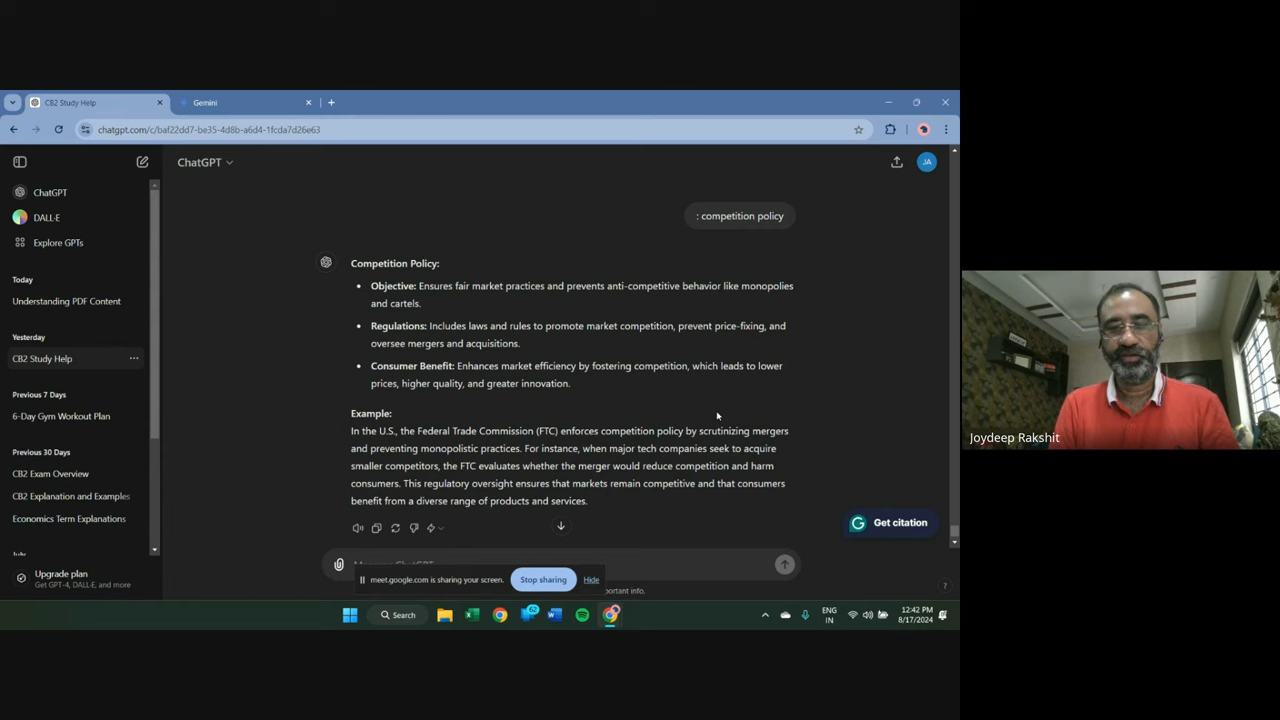 CB2 Study Help
Gemini
chatgpt.com/c/baf22dd7-be35-4d8b-a6d4-1fcda7d26e63
ChatGPT
JA
ChatGPT
DALL·E
Explore GPTs
Today
Understanding PDF Content
Yesterday
CB2 Study Help
Previous 7 Days
6-Day Gym Workout Plan
Previous 30 Days
CB2 Exam Overview
CB2 Explanation and Examples
Economics Term Explanations
July
Upgrade plan
Get GPT-4, DALL·E, and more
: competition policy
Competition Policy:
• Objective: Ensures fair market practices and prevents anti-competitive behavior like monopolies
and cartels.
• Regulations: Includes laws and rules to promote market competition, prevent price-fixing, and
oversee mergers and acquisitions.
• Consumer Benefit: Enhances market efficiency by fostering competition, which leads to lower
prices, higher quality, and greater innovation.
Example:
In the U.S., the Federal Trade Commission (FTC) enforces competition policy by scrutinizing mergers
and preventing monopolistic practices. For instance, when major tech companies seek to acquire
smaller competitors, the FTC evaluates whether the merger would reduce competition and harm
consumers. This regulatory oversight ensures that markets remain competitive and that consumers
benefit from a diverse range of products and services.
Get citation
Message ChatGPT
meet.google.com is sharing your screen.
Stop sharing
Hide
info.
?
Search
62
ENG
IN
12:42 PM
8/17/2024
Joydeep Rakshit